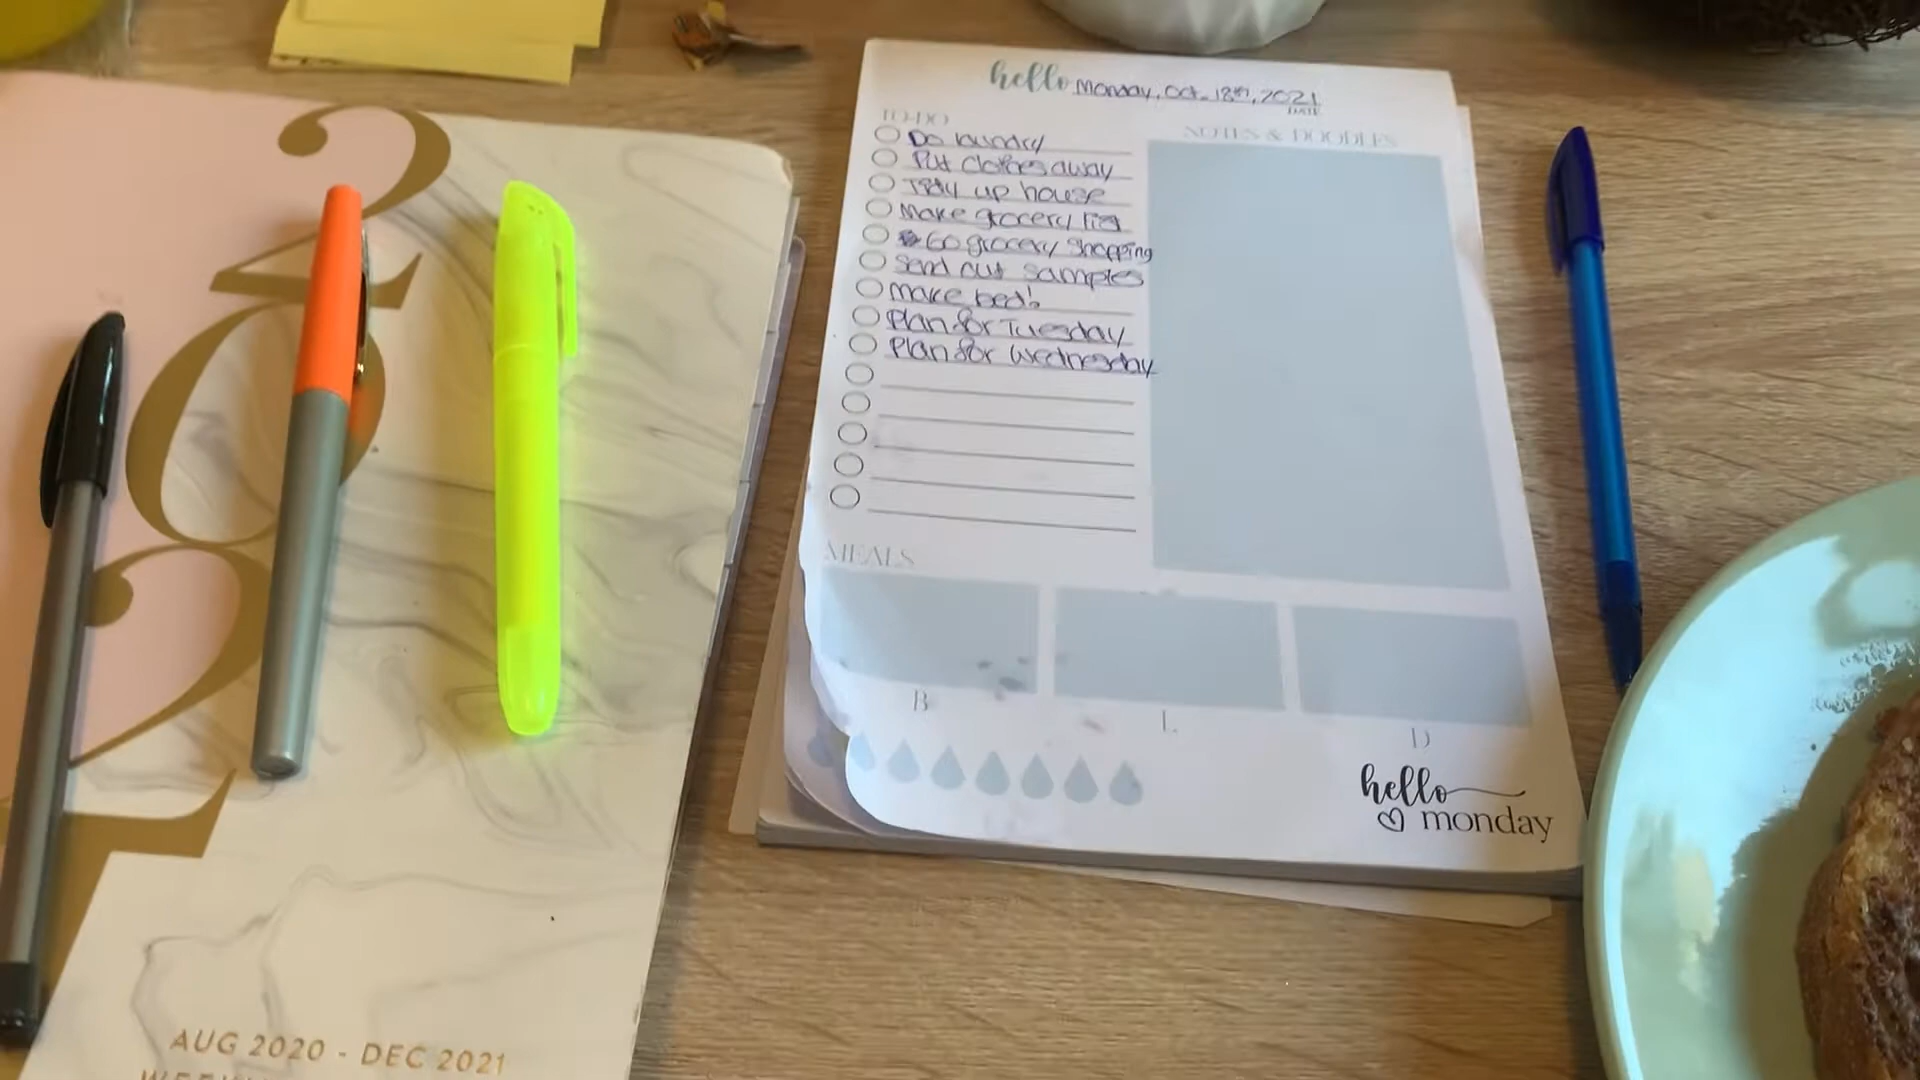 2021
AUG 2020 - DEC 2021
hello Monday, Oct. 18th, 2021
DATE
TO-DO
Do laundry
Put clothes away
Tidy up house
Make grocery list
Go grocery shopping
Send out samples
Make bed!
Plan for Tuesday
Plan for Wednesday
NOTES & DOODLES
MEALS
B
L
D
hello
monday